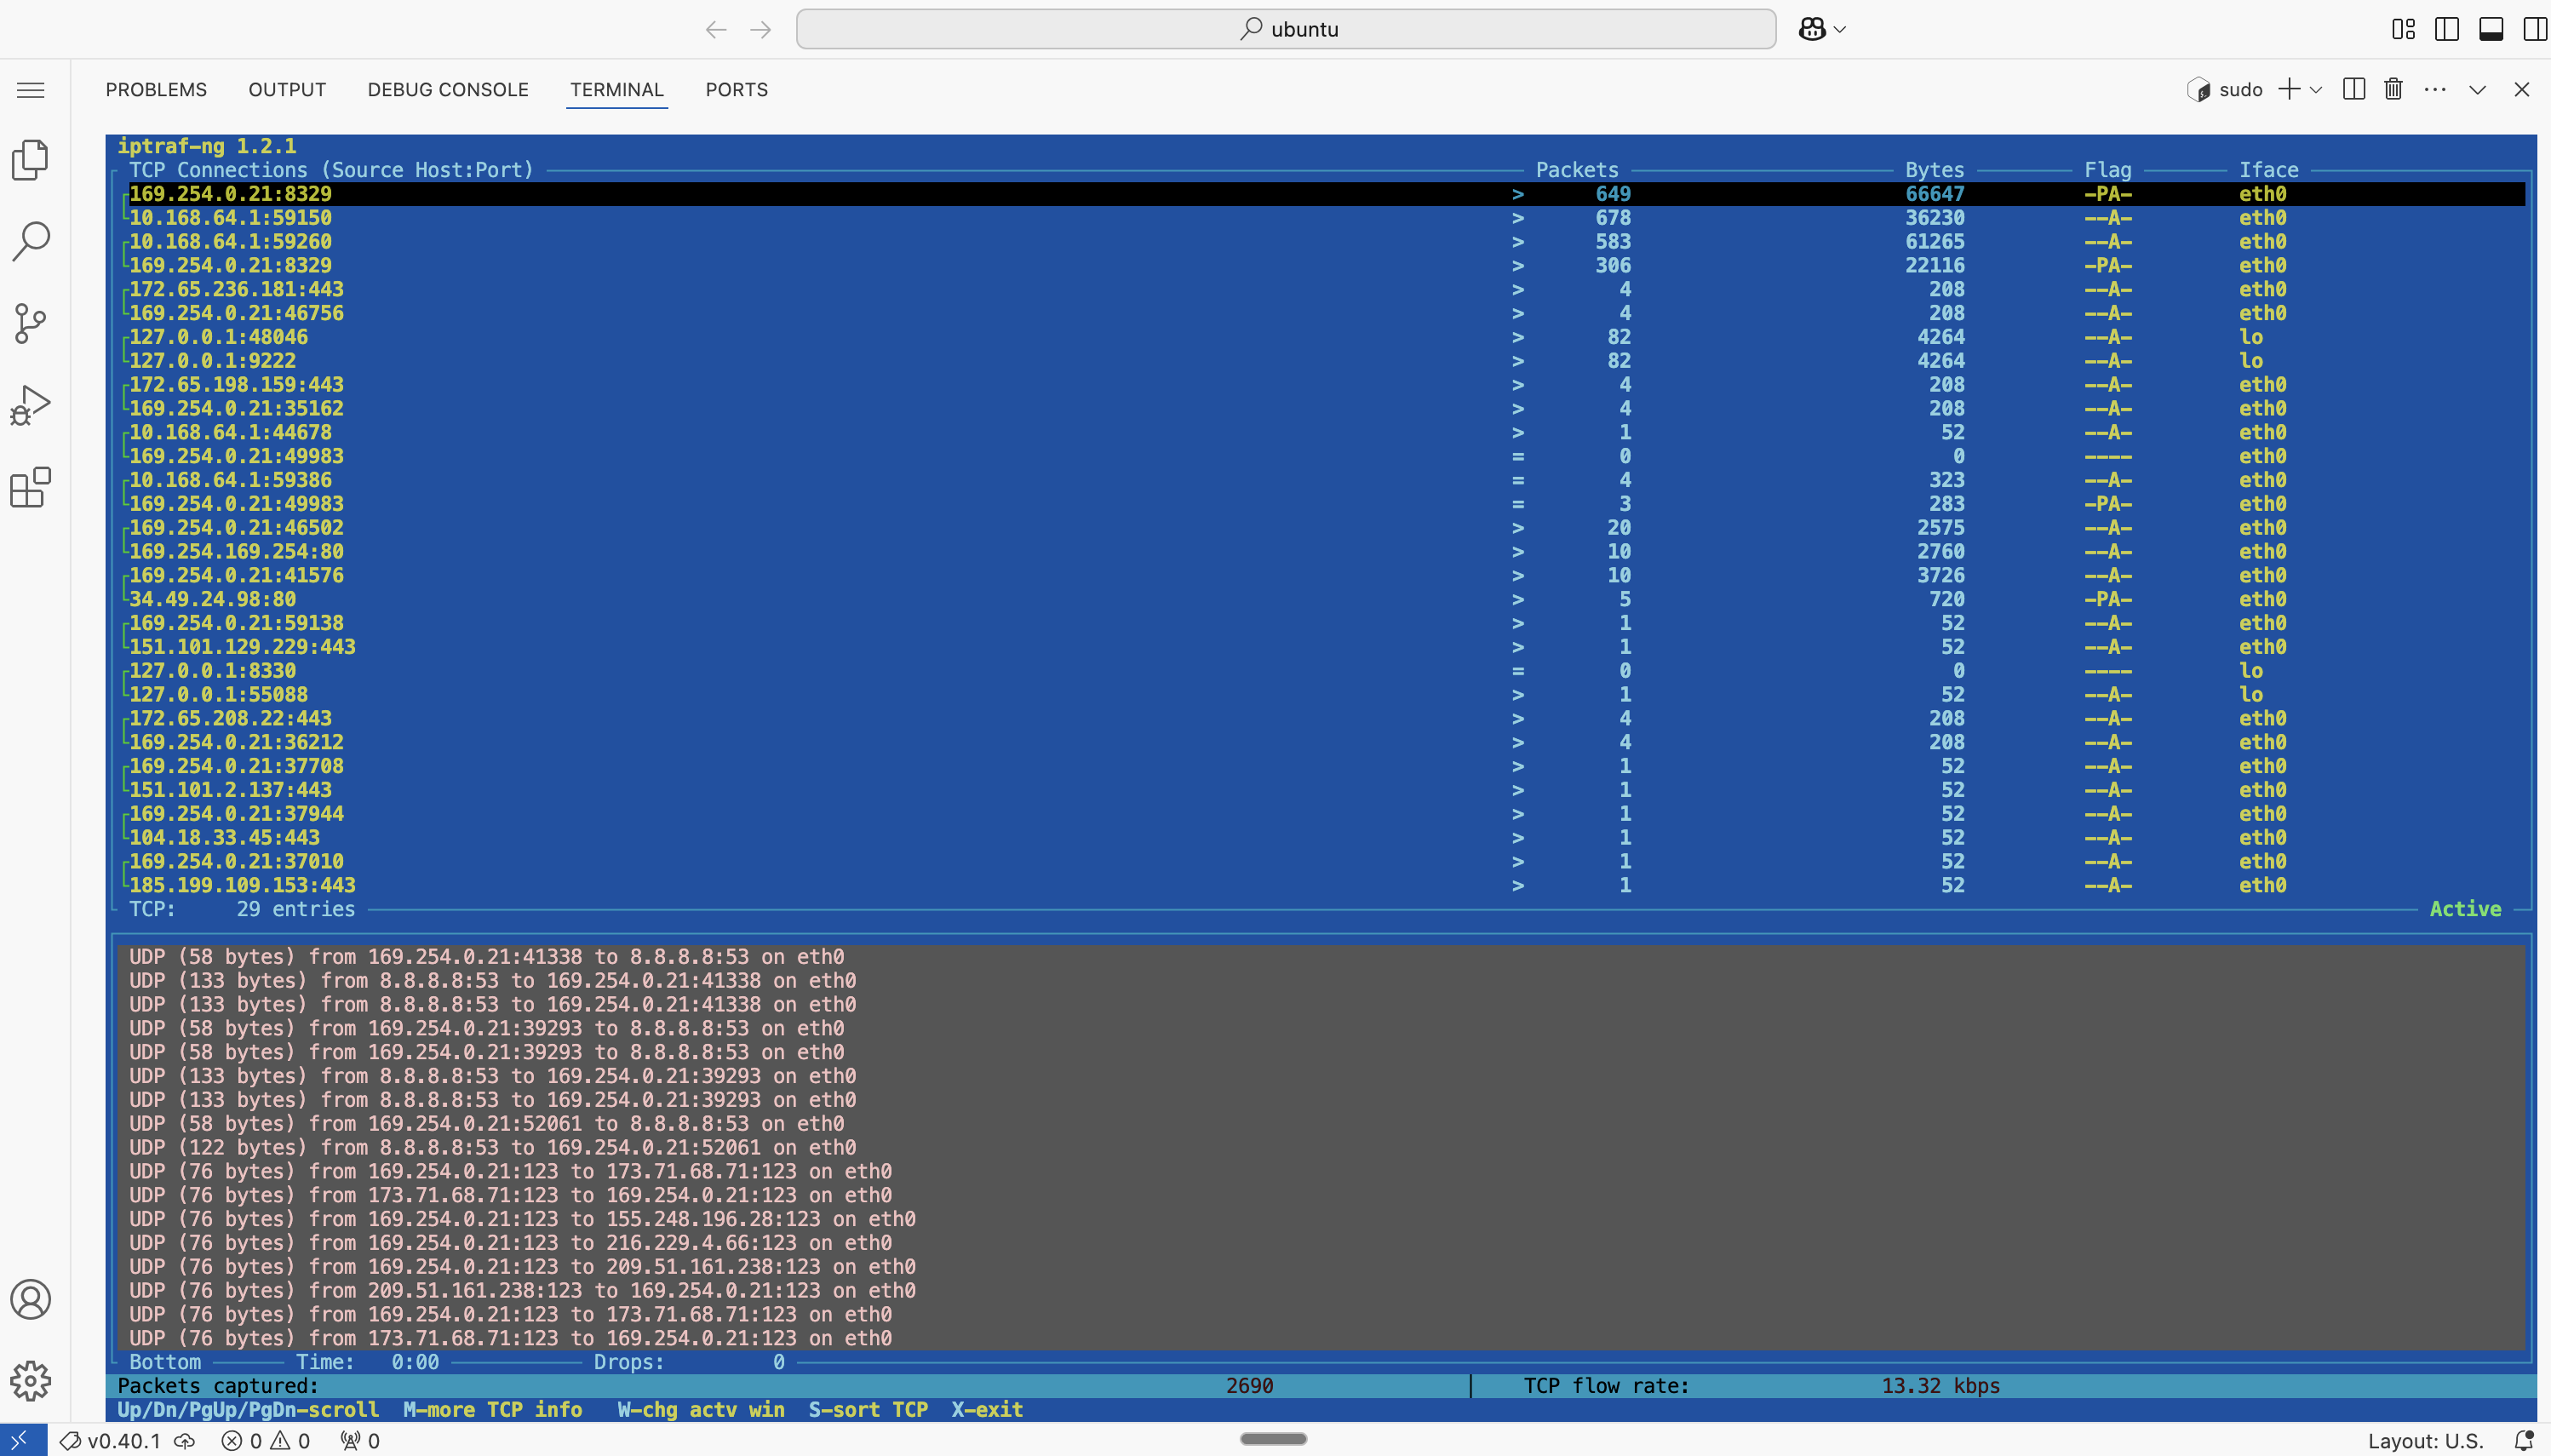 ubuntu
PROBLEMS OUTPUT DEBUG CONSOLE TERMINAL PORTS sudo
iptraf-ng 1.2.1
TCP Connections (Source Host:Port) Packets Bytes Flag Iface
169.254.0.21:8329 > 649 66647 -PA- eth0
10.168.64.1:59150 > 678 36230 --A- eth0
10.168.64.1:59260 > 583 61265 --A- eth0
169.254.0.21:8329 > 306 22116 -PA- eth0
172.65.236.181:443 > 4 208 --A- eth0
169.254.0.21:46756 > 4 208 --A- eth0
127.0.0.1:48046 > 82 4264 --A- lo
127.0.0.1:9222 > 82 4264 --A- lo
172.65.198.159:443 > 4 208 --A- eth0
169.254.0.21:35162 > 4 208 --A- eth0
10.168.64.1:44678 > 1 52 --A- eth0
169.254.0.21:49983 = 0 0 ---- eth0
10.168.64.1:59386 = 4 323 --A- eth0
169.254.0.21:49983 = 3 283 -PA- eth0
169.254.0.21:46502 > 20 2575 --A- eth0
169.254.169.254:80 > 10 2760 --A- eth0
169.254.0.21:41576 > 10 3726 --A- eth0
34.49.24.98:80 > 5 720 -PA- eth0
169.254.0.21:59138 > 1 52 --A- eth0
151.101.129.229:443 > 1 52 --A- eth0
127.0.0.1:8330 = 0 0 ---- lo
127.0.0.1:55088 > 1 52 --A- lo
172.65.208.22:443 > 4 208 --A- eth0
169.254.0.21:36212 > 4 208 --A- eth0
169.254.0.21:37708 > 1 52 --A- eth0
151.101.2.137:443 > 1 52 --A- eth0
169.254.0.21:37944 > 1 52 --A- eth0
104.18.33.45:443 > 1 52 --A- eth0
169.254.0.21:37010 > 1 52 --A- eth0
185.199.109.153:443 > 1 52 --A- eth0
TCP: 29 entries Active
UDP (58 bytes) from 169.254.0.21:41338 to 8.8.8.8:53 on eth0
UDP (133 bytes) from 8.8.8.8:53 to 169.254.0.21:41338 on eth0
UDP (133 bytes) from 8.8.8.8:53 to 169.254.0.21:41338 on eth0
UDP (58 bytes) from 169.254.0.21:39293 to 8.8.8.8:53 on eth0
UDP (58 bytes) from 169.254.0.21:39293 to 8.8.8.8:53 on eth0
UDP (133 bytes) from 8.8.8.8:53 to 169.254.0.21:39293 on eth0
UDP (133 bytes) from 8.8.8.8:53 to 169.254.0.21:39293 on eth0
UDP (58 bytes) from 169.254.0.21:52061 to 8.8.8.8:53 on eth0
UDP (122 bytes) from 8.8.8.8:53 to 169.254.0.21:52061 on eth0
UDP (76 bytes) from 169.254.0.21:123 to 173.71.68.71:123 on eth0
UDP (76 bytes) from 173.71.68.71:123 to 169.254.0.21:123 on eth0
UDP (76 bytes) from 169.254.0.21:123 to 155.248.196.28:123 on eth0
UDP (76 bytes) from 169.254.0.21:123 to 216.229.4.66:123 on eth0
UDP (76 bytes) from 169.254.0.21:123 to 209.51.161.238:123 on eth0
UDP (76 bytes) from 209.51.161.238:123 to 169.254.0.21:123 on eth0
UDP (76 bytes) from 169.254.0.21:123 to 173.71.68.71:123 on eth0
UDP (76 bytes) from 173.71.68.71:123 to 169.254.0.21:123 on eth0
Bottom Time: 0:00 Drops: 0
Packets captured: 2690 | TCP flow rate: 13.32 kbps
Up/Dn/PgUp/PgDn-scroll M-more TCP info W-chg actv win S-sort TCP X-exit
v0.40.1 0 0 0 Layout: U.S.